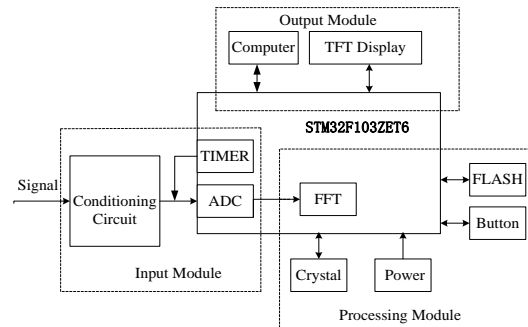 Output Module
Computer
TFT Display
STM32F103ZET6
TIMER
Signal
Conditioning
Circuit
ADC
FFT
FLASH
Button
Input Module
Crystal
Power
Processing Module